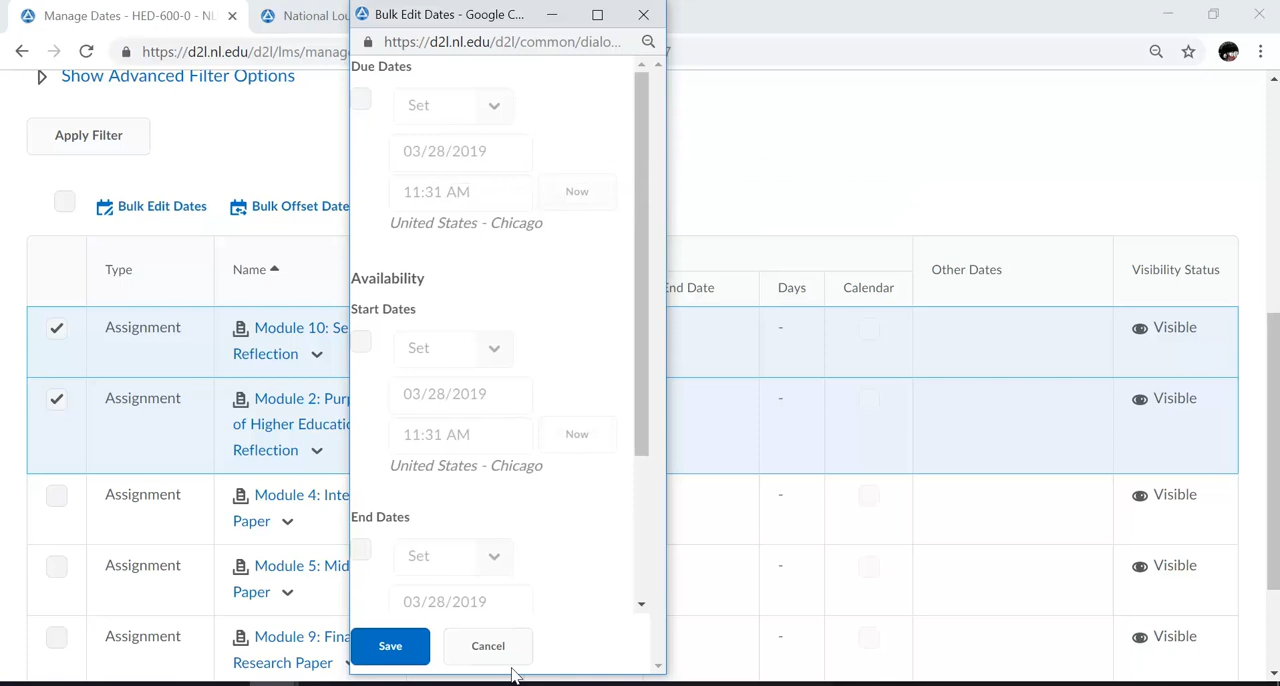 Manage Dates - HED-600-0 - NL
National Lou
Bulk Edit Dates - Google C...
https://d2l.nl.edu/d2l/lms/manag
https://d2l.nl.edu/d2l/common/dialo...
7
Show Advanced Filter Options
Apply Filter
Bulk Edit Dates
Bulk Offset Date
Type
Name
End Date
Days
Calendar
Other Dates
Visibility Status
Assignment
Module 10: Se
Reflection
-
Visible
Assignment
Module 2: Purp
of Higher Educatio
Reflection
-
Visible
Assignment
Module 4: Inte
Paper
-
Visible
Assignment
Module 5: Mid
Paper
-
Visible
Assignment
Module 9: Fina
Research Paper
-
Visible
Due Dates
Set
03/28/2019
11:31 AM
Now
United States - Chicago
Availability
Start Dates
Set
03/28/2019
11:31 AM
Now
United States - Chicago
End Dates
Set
03/28/2019
Save
Cancel